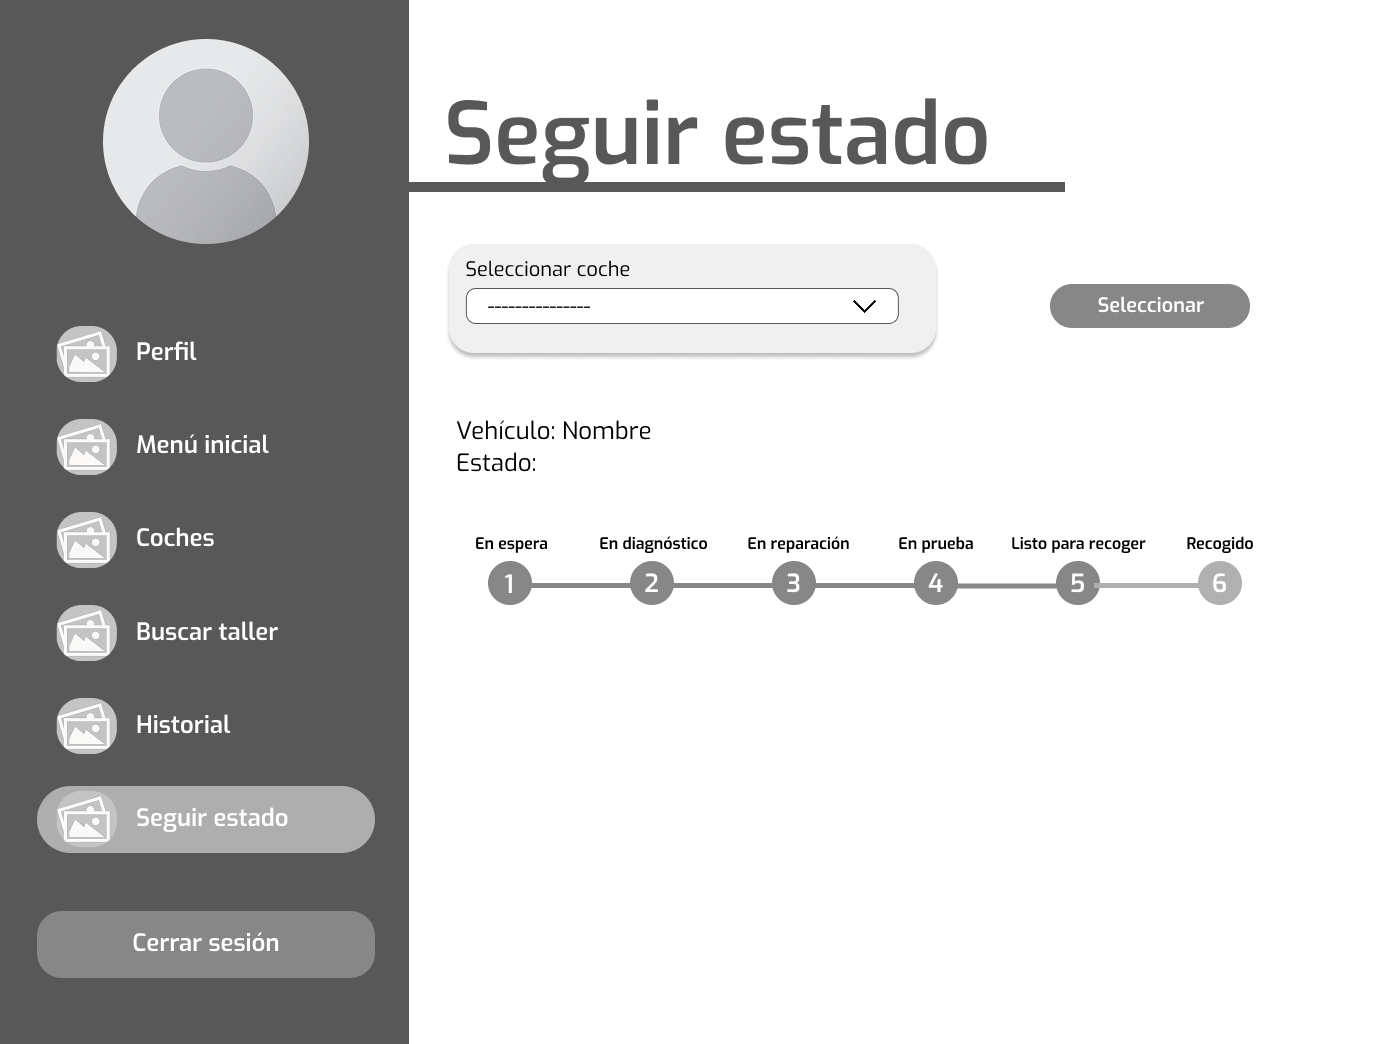 Seguir estado
Seleccionar coche
---------------
Seleccionar
Perfil
Menú inicial
Coches
Buscar taller
Historial
Seguir estado
Cerrar sesión
Vehículo: Nombre
Estado:
En espera En diagnóstico En reparación En prueba Listo para recoger Recogido
1 2 3 4 5 6